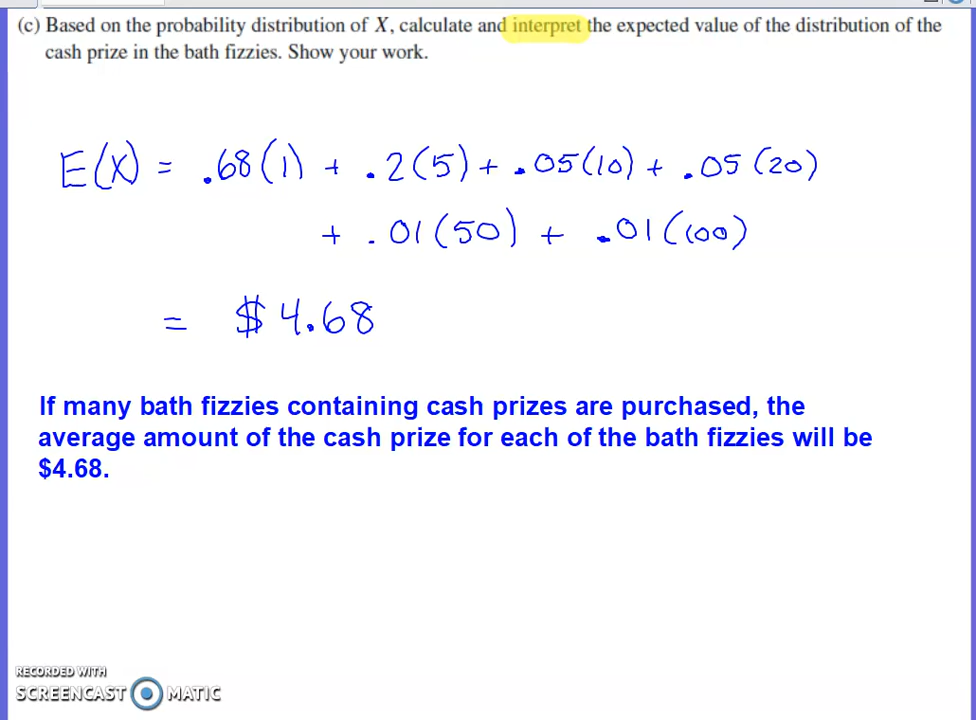 (c) Based on the probability distribution of X, calculate and interpret the expected value of the distribution of the
cash prize in the bath fizzies. Show your work.
E(X) = .68(1) + .2(5) + .05(10) + .05(20)
+ .01(50) + .01(100)
= $4.68
If many bath fizzies containing cash prizes are purchased, the
average amount of the cash prize for each of the bath fizzies will be
$4.68.
RECORDED WITH
SCREENCAST MATIC